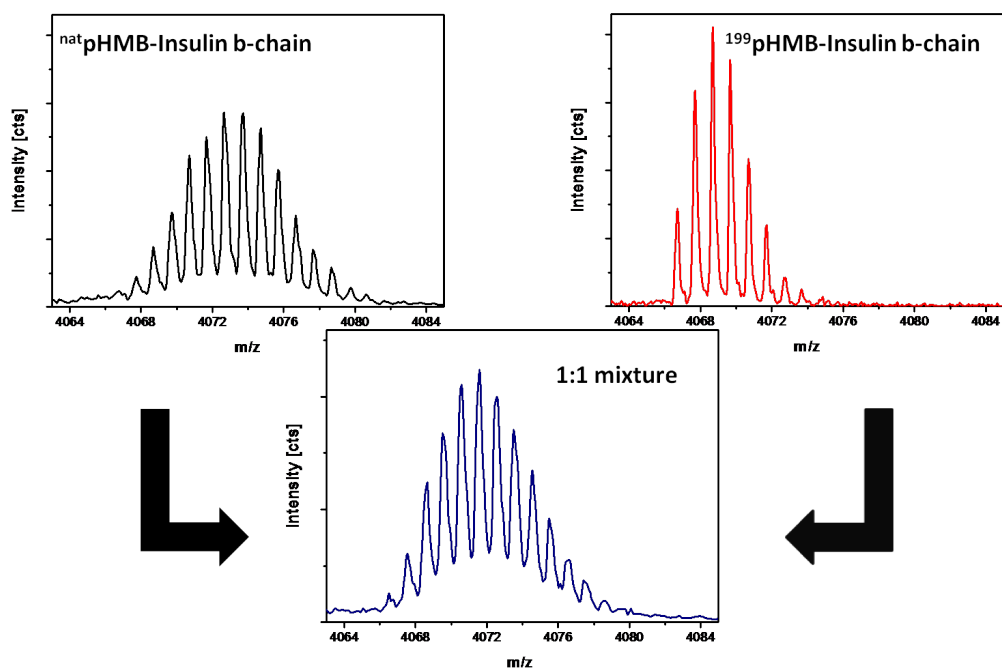 natpHMB-Insulin b-chain
Intensity [cts]
4064 4068 4072 4076 4080 4084
m/z
199pHMB-Insulin b-chain
Intensity [cts]
4064 4068 4072 4076 4080 4084
m/z
1:1 mixture
Intensity [cts]
4064 4068 4072 4076 4080 4084
m/z